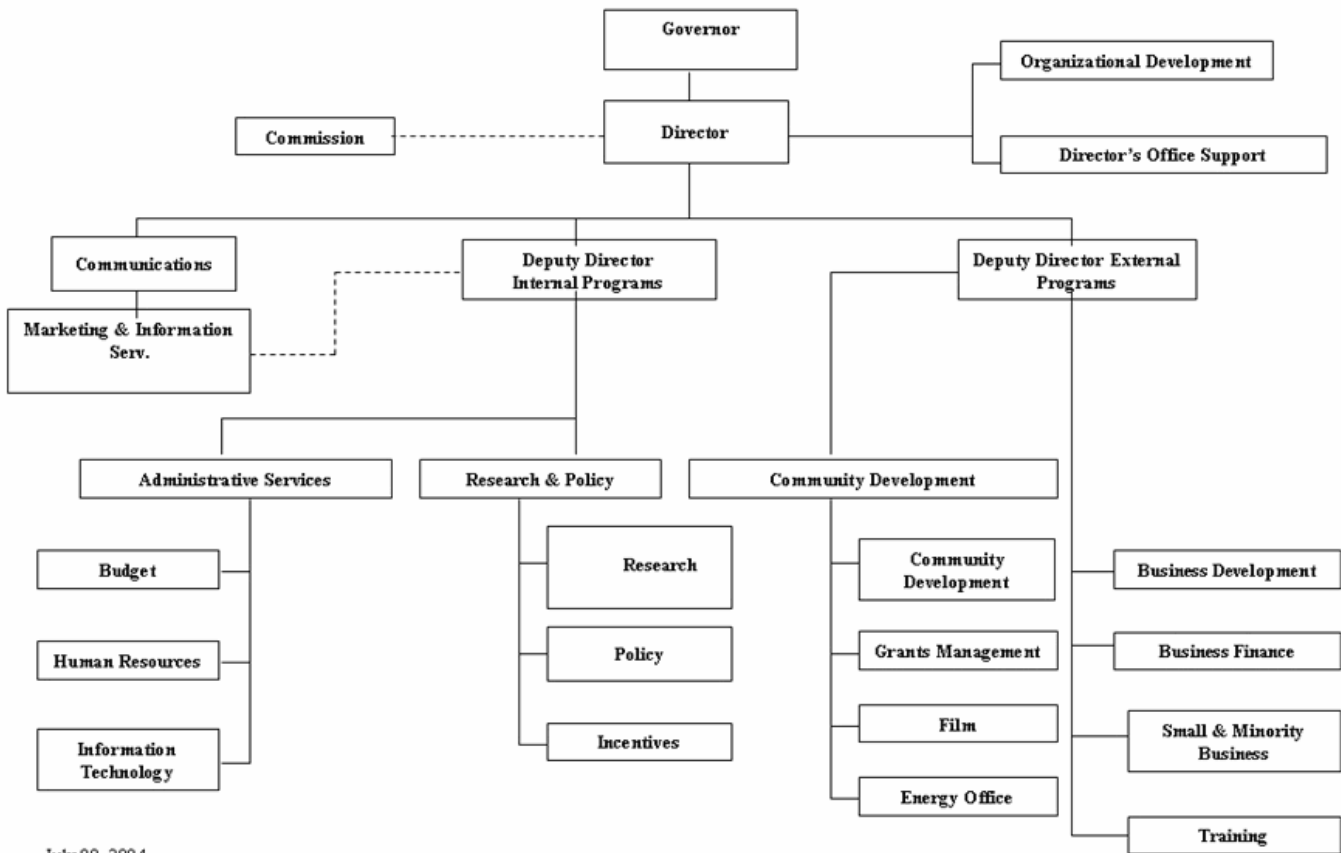 Governor
Organizational Development
Commission
Director
Director's Office Support
Communications
Deputy Director
Internal Programs
Deputy Director External
Programs
Marketing & Information
Serv.
Administrative Services
Research & Policy
Community Development
Budget
Research
Community
Development
Business Development
Human Resources
Policy
Grants Management
Business Finance
Information
Technology
Incentives
Film
Small & Minority
Business
Energy Office
Training